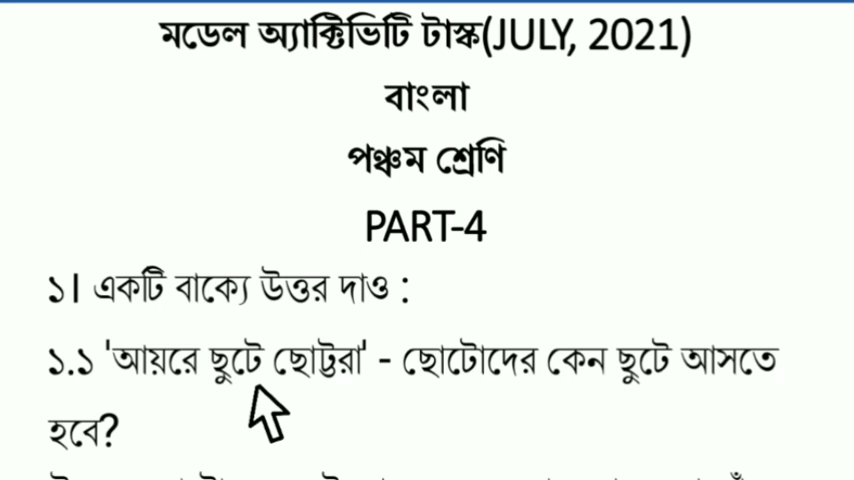 মডেল অ্যাক্টিভিটি টাস্ক(JULY, 2021)
বাংলা
পঞ্চম শ্রেণি
PART-4
১। একটি বাক্যে উত্তর দাও :
১.১ 'আয়রে ছুটে ছোট্টরা' - ছোটোদের কেন ছুটে আসতে
হবে?